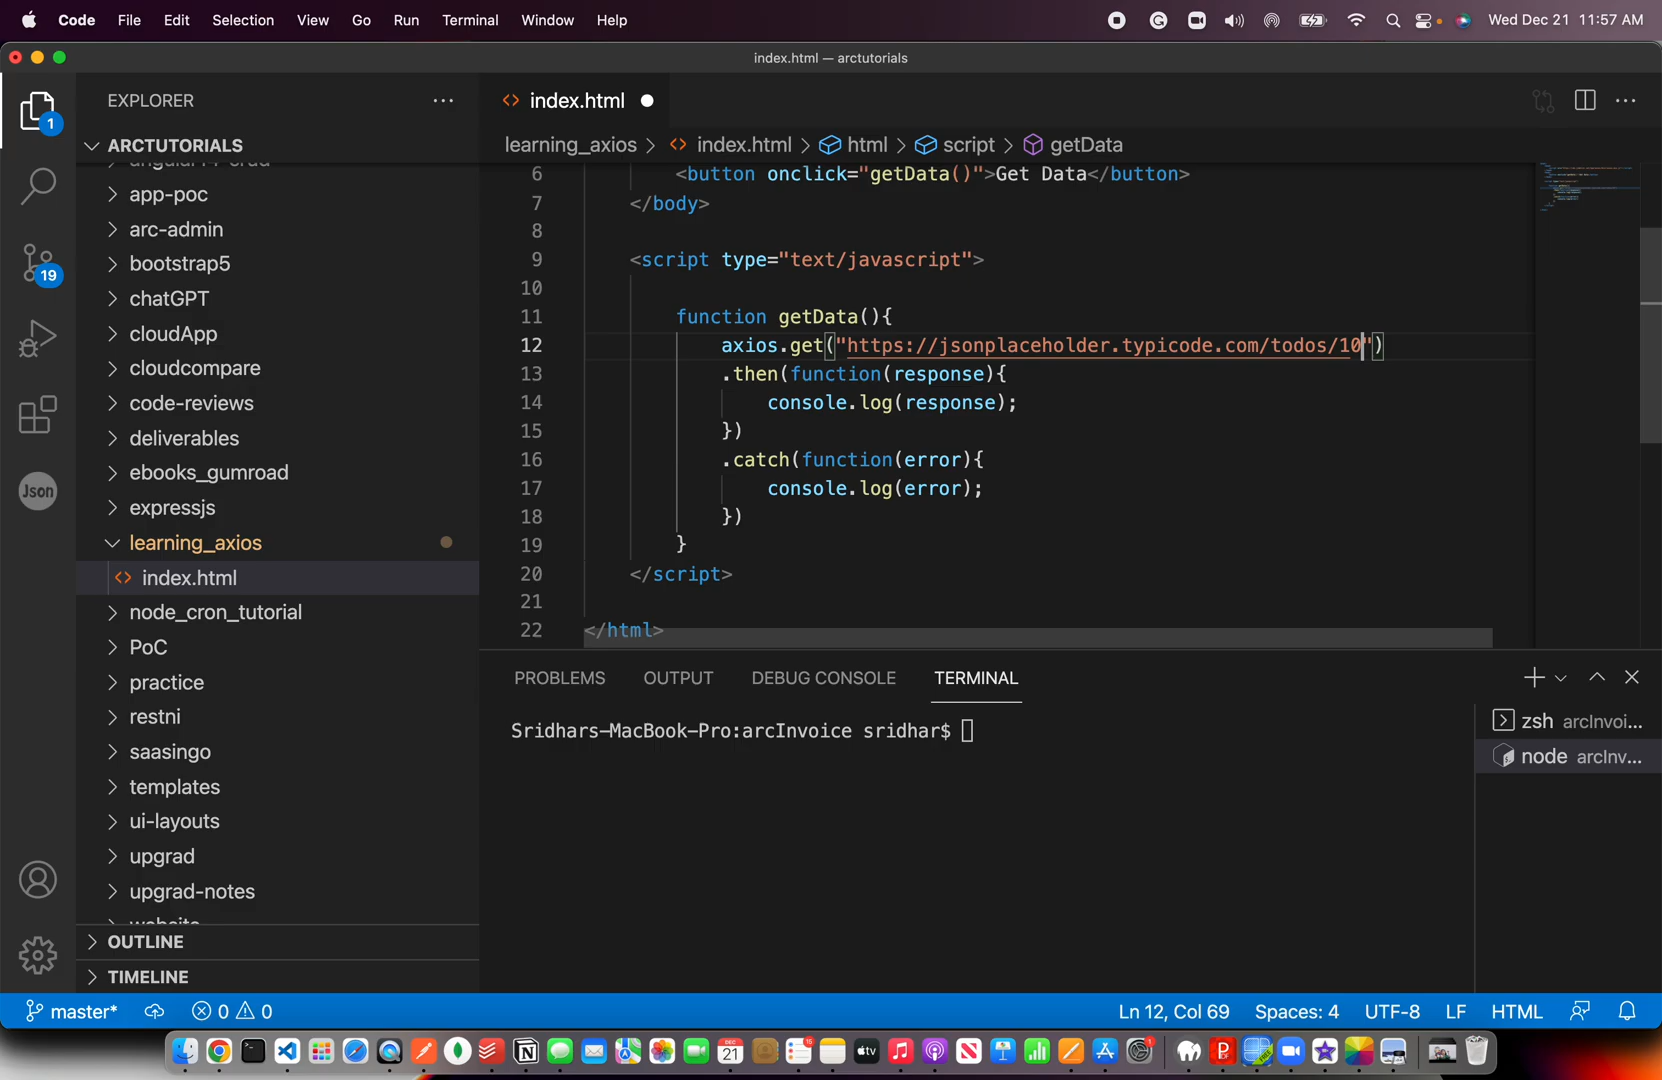 Code File Edit Selection View Go Run Terminal Window Help Wed Dec 21 11:57 AM
index.html — arctutorials
EXPLORER
1
19
Json
ARCTUTORIALS
app-poc
arc-admin
bootstrap5
chatGPT
cloudApp
cloudcompare
code-reviews
deliverables
ebooks_gumroad
expressjs
learning_axios
<> index.html
node_cron_tutorial
PoC
practice
restni
saasingo
templates
ui-layouts
upgrad
upgrad-notes
OUTLINE
TIMELINE
<> index.html
learning_axios > <> index.html > html > script > getData
6 <button onclick="getData()">Get Data</button>
7 </body>
8
9 <script type="text/javascript">
10
11 function getData(){
12 axios.get("https://jsonplaceholder.typicode.com/todos/10")
13 .then(function(response){
14 console.log(response);
15 })
16 .catch(function(error){
17 console.log(error);
18 })
19 }
20 </script>
21
22 </html>
PROBLEMS OUTPUT DEBUG CONSOLE TERMINAL
Sridhars-MacBook-Pro:arcInvoice sridhar$
zsh arcInvoi...
node arcInv...
master* 0 0 Ln 12, Col 69 Spaces: 4 UTF-8 LF HTML
DEC
21